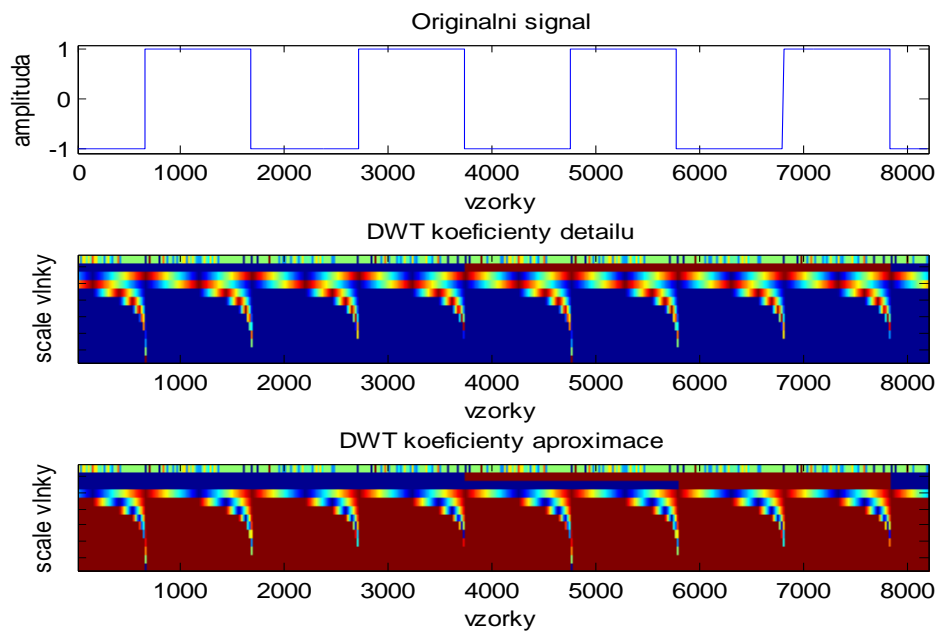 Originalni signal
amplituda
1
0
-1
0 1000 2000 3000 4000 5000 6000 7000 8000
vzorky
DWT koeficienty detailu
scale vlnky
1000 2000 3000 4000 5000 6000 7000 8000
vzorky
DWT koeficienty aproximace
scale vlnky
1000 2000 3000 4000 5000 6000 7000 8000
vzorky